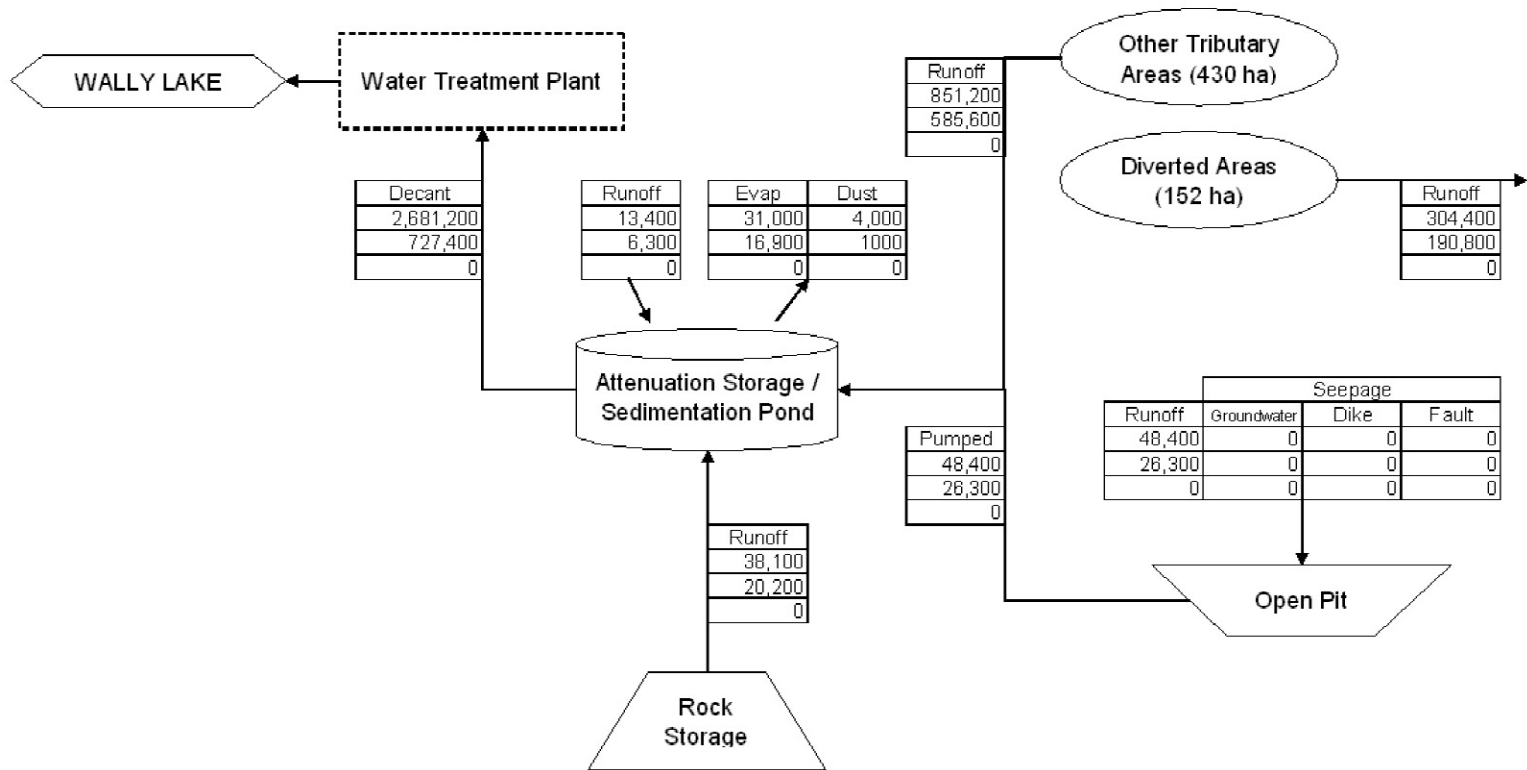 WALLY LAKE
Water Treatment Plant
Other Tributary
Areas (430 ha)
Runoff
851,200
585,600
0
Diverted Areas
(152 ha)
Runoff
304,400
190,800
0
Decant
2,681,200
727,400
0
Runoff
13,400
6,300
0
Evap Dust
31,000 4,000
16,900 1000
0 0
Attenuation Storage /
Sedimentation Pond
Seepage
Runoff Groundwater Dike Fault
48,400 0 0 0
26,300 0 0 0
0 0 0 0
Pumped
48,400
26,300
0
Runoff
38,100
20,200
0
Open Pit
Rock
Storage